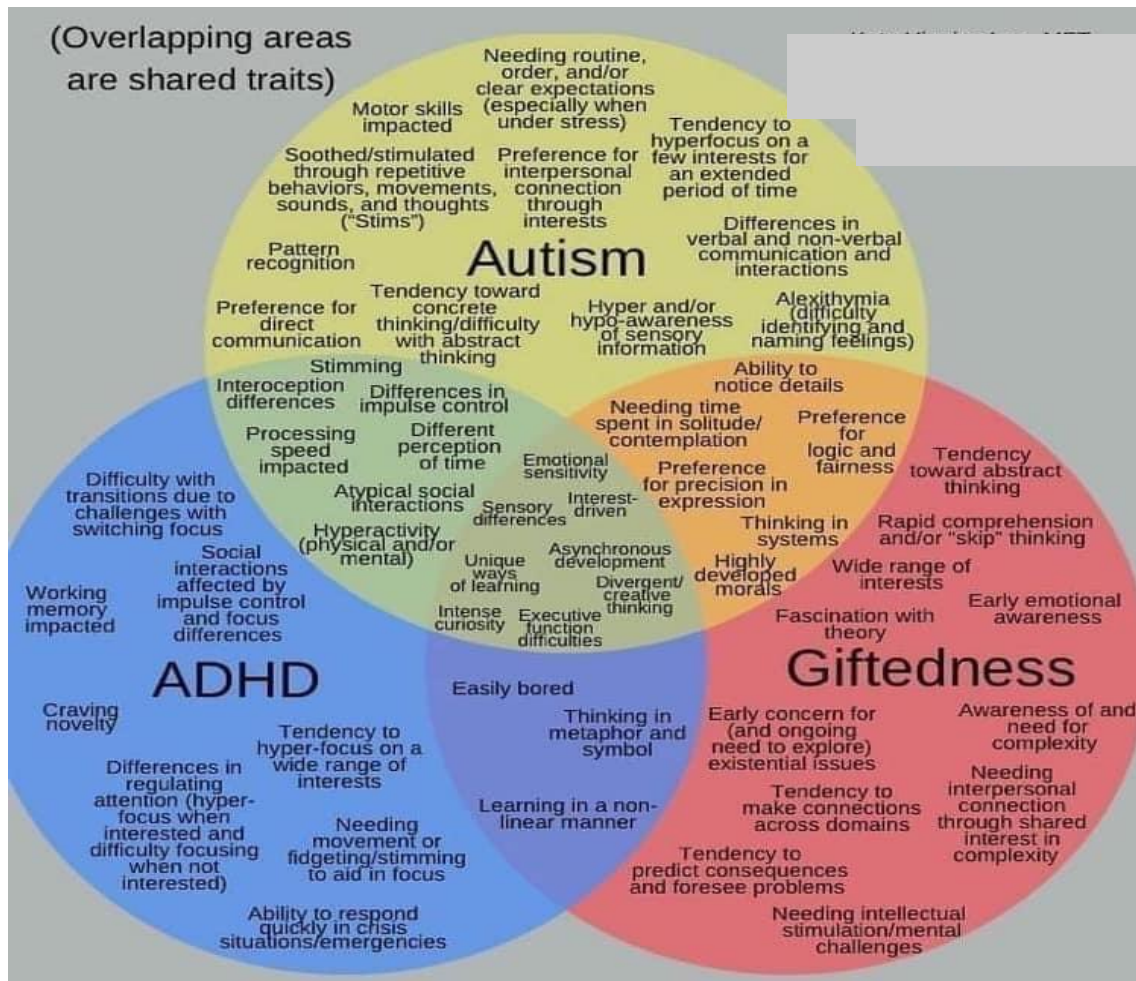 (Overlapping areas
are shared traits)
Needing routine,
order, and/or
clear expectations
(especially when
under stress)
Motor skills
impacted
Tendency to
hyperfocus on a
few interests for
an extended
period of time
Soothed/stimulated
through repetitive
behaviors, movements,
sounds, and thoughts
("Stims")
Preference for
interpersonal
connection
through
interests
Differences in
verbal and non-verbal
communication and
interactions
Pattern
recognition
Autism
Preference for
direct
communication
Tendency toward
concrete
thinking/difficulty
with abstract
thinking
Hyper and/or
hypo-awareness
of sensory
information
Alexithymia
(difficulty
identifying and
naming feelings)
Stimming
Interoception
differences
Differences in
impulse control
Processing
speed
impacted
Different
perception
of time
Atypical social
interactions
Hyperactivity
(physical and/or
mental)
Ability to
notice details
Needing time
spent in solitude/
contemplation
Preference
for
logic and
fairness
Preference
for precision in
expression
Thinking in
systems
Highly
developed
morals
Emotional
sensitivity
Sensory
differences
Interest-
driven
Unique
ways
of learning
Asynchronous
development
Divergent/
creative
thinking
Intense
curiosity
Executive
function
difficulties
Difficulty with
transitions due to
challenges with
switching focus
Social
interactions
affected by
impulse control
and focus
differences
Working
memory
impacted
ADHD
Craving
novelty
Tendency to
hyper-focus on a
wide range of
interests
Differences in
regulating
attention (hyper-
focus when
interested and
difficulty focusing
when not
interested)
Needing
movement or
fidgeting/stimming
to aid in focus
Ability to respond
quickly in crisis
situations/emergencies
Easily bored
Thinking in
metaphor and
symbol
Learning in a non-
linear manner
Tendency
toward abstract
thinking
Rapid comprehension
and/or "skip" thinking
Wide range of
interests
Early emotional
awareness
Fascination with
theory
Giftedness
Early concern for
(and ongoing
need to explore)
existential issues
Awareness of and
need for
complexity
Tendency to
make connections
across domains
Needing
interpersonal
connection
through shared
interest in
complexity
Tendency to
predict consequences
and foresee problems
Needing intellectual
stimulation/mental
challenges